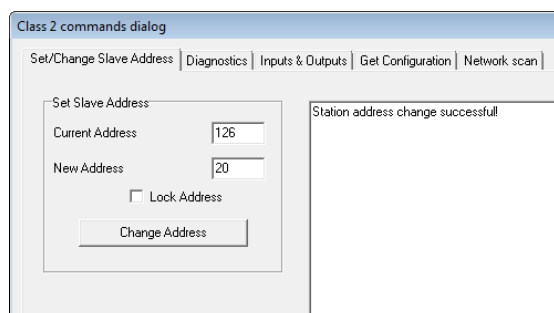 Class 2 commands dialog
Set/Change Slave Address Diagnostics Inputs & Outputs Get Configuration Network scan
Set Slave Address
Current Address 126
New Address 20
Lock Address
Change Address
Station address change successful!